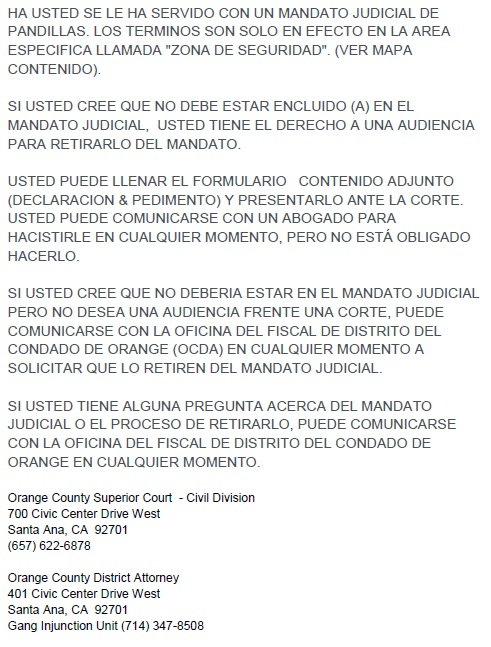 HA USTED SE LE HA SERVIDO CON UN MANDATO JUDICIAL DE
PANDILLAS. LOS TERMINOS SON SOLO EN EFECTO EN LA AREA
ESPECIFICA LLAMADA "ZONA DE SEGURIDAD". (VER MAPA
CONTENIDO).
SI USTED CREE QUE NO DEBE ESTAR ENCLUIDO (A) EN EL
MANDATO JUDICIAL, USTED TIENE EL DERECHO A UNA AUDIENCIA
PARA RETIRARLO DEL MANDATO.
USTED PUEDE LLENAR EL FORMULARIO CONTENIDO ADJUNTO
(DECLARACION & PEDIMENTO) Y PRESENTARLO ANTE LA CORTE.
USTED PUEDE COMUNICARSE CON UN ABOGADO PARA
HACISTIRLE EN CUALQUIER MOMENTO, PERO NO ESTÁ OBLIGADO
HACERLO.
SI USTED CREE QUE NO DEBERIA ESTAR EN EL MANDATO JUDICIAL
PERO NO DESEA UNA AUDIENCIA FRENTE UNA CORTE, PUEDE
COMUNICARSE CON LA OFICINA DEL FISCAL DE DISTRITO DEL
CONDADO DE ORANGE (OCDA) EN CUALQUIER MOMENTO A
SOLICITAR QUE LO RETIREN DEL MANDATO JUDICIAL.
SI USTED TIENE ALGUNA PREGUNTA ACERCA DEL MANDATO
JUDICIAL O EL PROCESO DE RETIRARLO, PUEDE COMUNICARSE
CON LA OFICINA DEL FISCAL DE DISTRITO DEL CONDADO DE
ORANGE EN CUALQUIER MOMENTO.
Orange County Superior Court - Civil Division
700 Civic Center Drive West
Santa Ana, CA 92701
(657) 622-6878
Orange County District Attorney
401 Civic Center Drive West
Santa Ana, CA 92701
Gang Injunction Unit (714) 347-8508